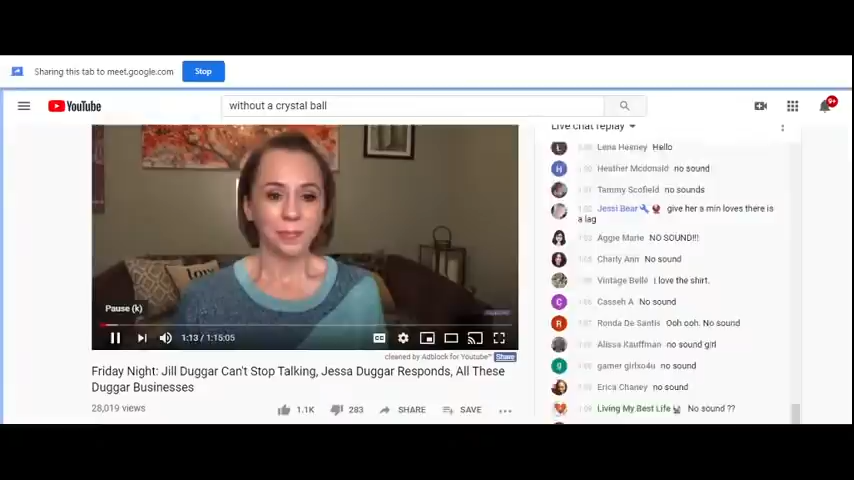 Sharing this tab to meet.google.com Stop
YouTube
without a crystal ball
9+
Live chat replay
Lena Heeney Hello
Heather Mcdonald no sound
Tammy Scofield no sounds
Jessi Bear give her a min loves there is
a lag
Aggie Marie NO SOUND!!!
Charly Ann No sound
Vintage Belle I love the shirt.
Casseh A No sound
Ronda De Santis Ooh ooh. No sound
Alissa Kauffman no sound girl
gamer girlxo4u no sound
Erica Chaney no sound
Living My Best Life No sound ??
love
Pause (k)
1:13 / 1:15:05
CC
cleaned by Adblock for Youtube™ Share
Friday Night: Jill Duggar Can't Stop Talking, Jessa Duggar Responds, All These
Duggar Businesses
28,019 views
1.1K 283 SHARE SAVE